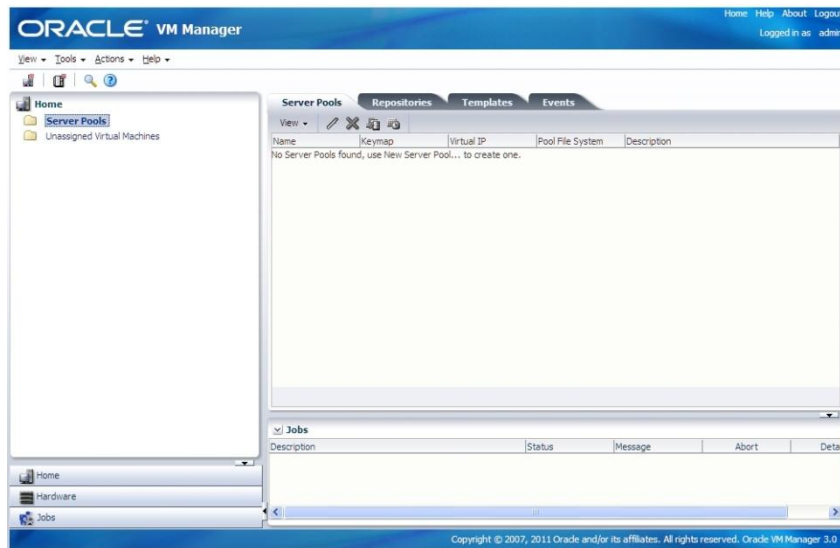 Home Help About Logou
ORACLE VM Manager
Logged in as admin
View Tools Actions Help
Home
Server Pools
Unassigned Virtual Machines
Server Pools Repositories Templates Events
View
Name Keymap Virtual IP Pool File System Description
No Server Pools found, use New Server Pool... to create one.
Jobs
Description Status Message Abort Deta
Home
Hardware
Jobs
Copyright © 2007, 2011 Oracle and/or its affiliates. All rights reserved. Oracle VM Manager 3.0